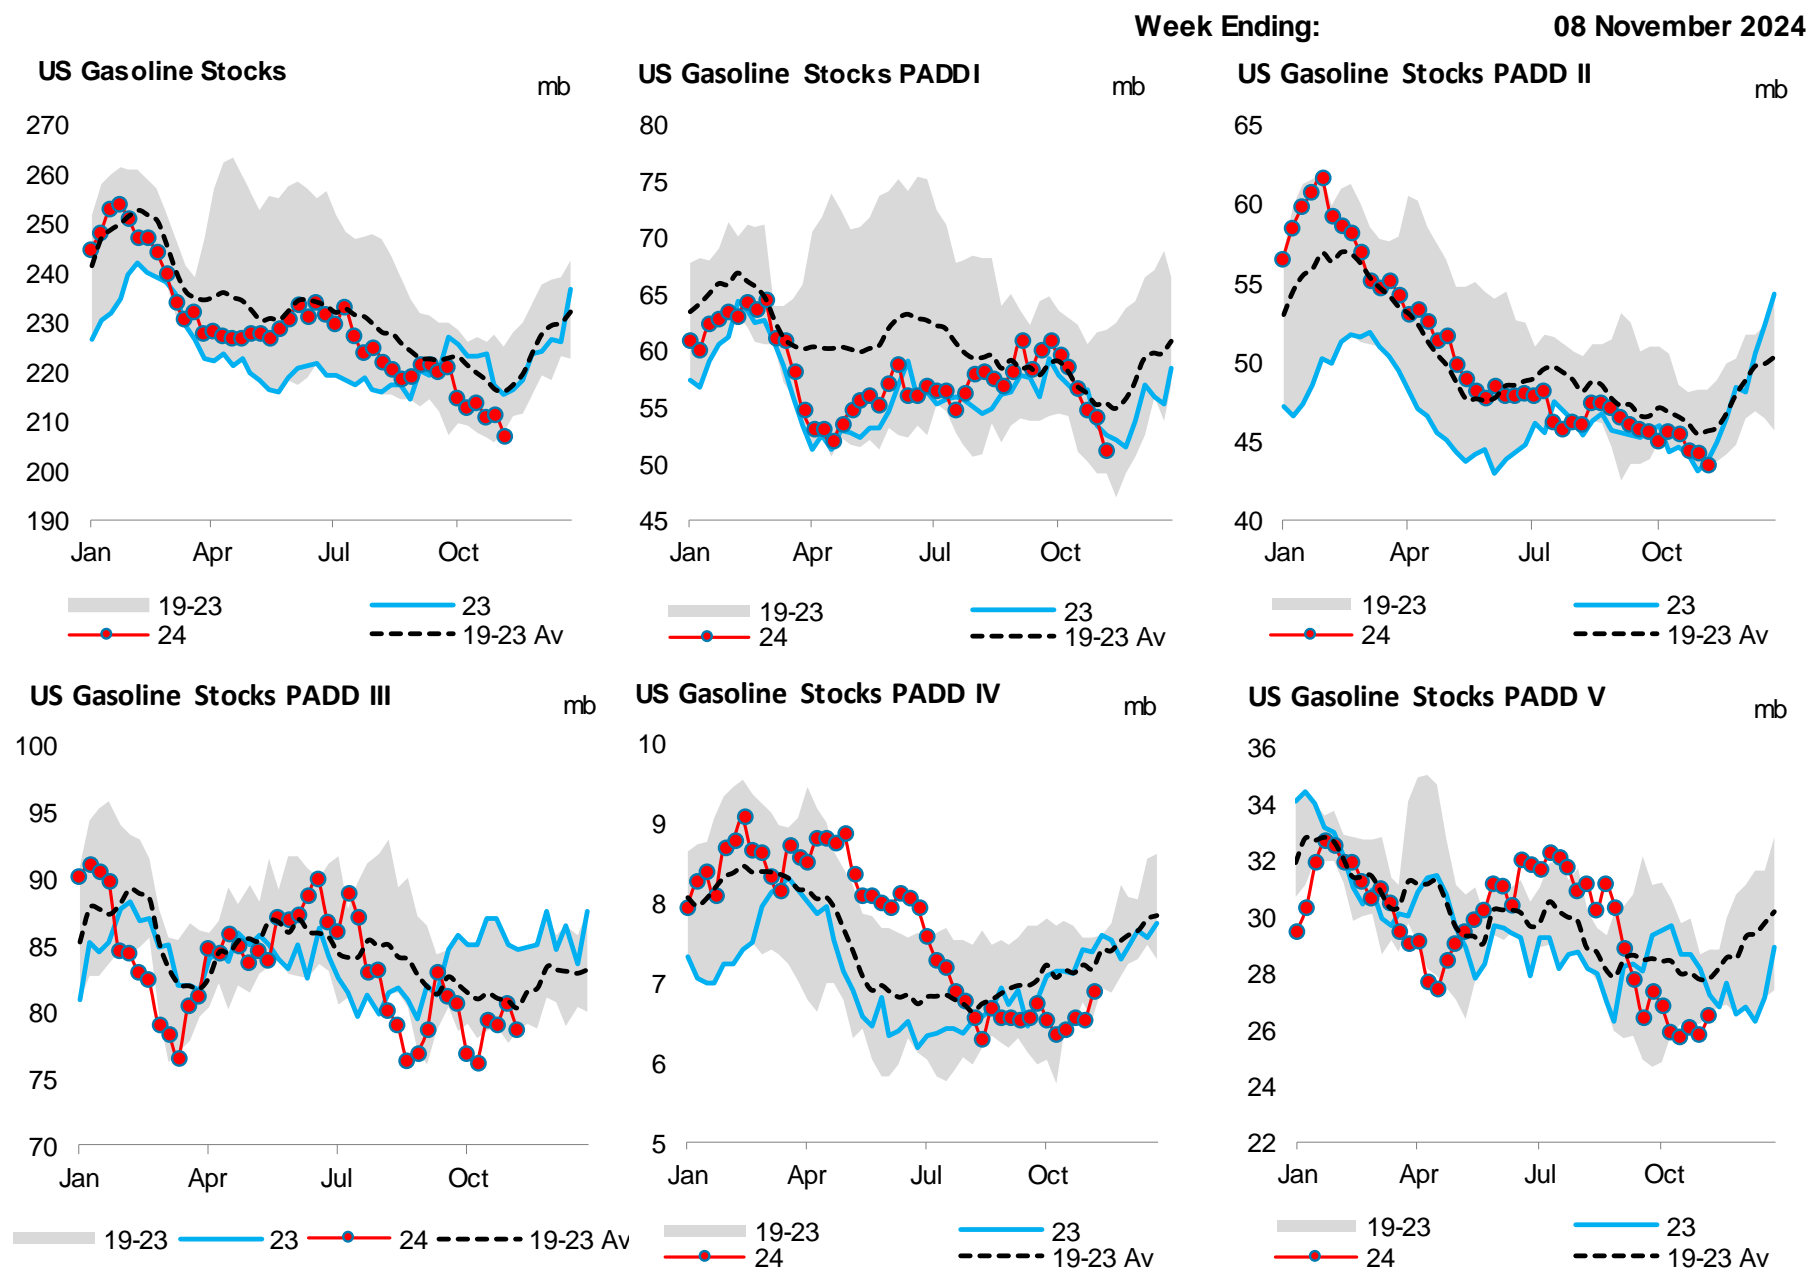 Week Ending: 08 November 2024
US Gasoline Stocks
mb
270
260
250
240
230
220
210
200
190
Jan Apr Jul Oct
19-23 23
24 19-23 Av
US Gasoline Stocks PADD I
mb
80
75
70
65
60
55
50
45
Jan Apr Jul Oct
19-23 23
24 19-23 Av
US Gasoline Stocks PADD II
mb
65
60
55
50
45
40
Jan Apr Jul Oct
19-23 23
24 19-23 Av
US Gasoline Stocks PADD III
mb
100
95
90
85
80
75
70
Jan Apr Jul Oct
19-23 23 24 19-23 Av
US Gasoline Stocks PADD IV
mb
10
9
8
7
6
5
Jan Apr Jul Oct
19-23 23
24 19-23 Av
US Gasoline Stocks PADD V
mb
36
34
32
30
28
26
24
22
Jan Apr Jul Oct
19-23 23
24 19-23 Av